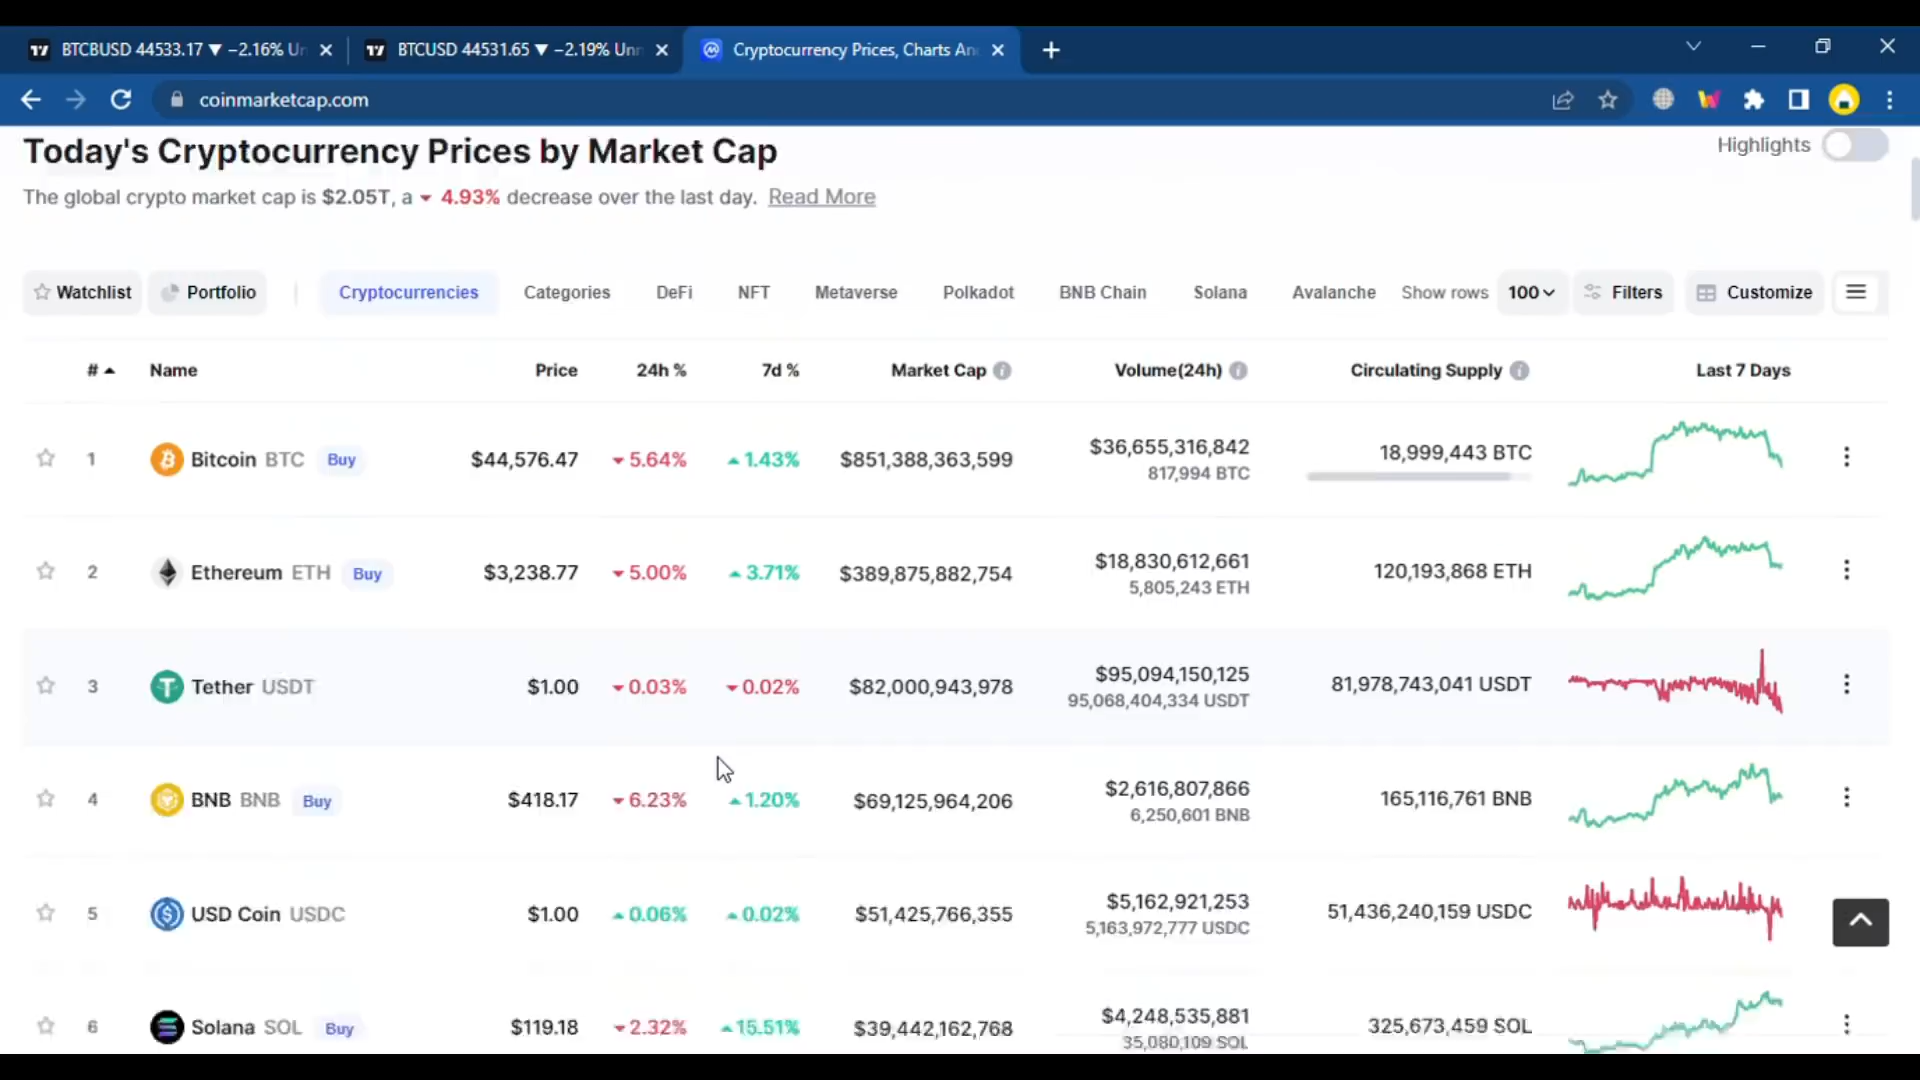 BTCBUSD 44533.17 ▼ −2.16% Un
BTCUSD 44531.65 ▼ −2.19% Unn
Cryptocurrency Prices, Charts An
coinmarketcap.com
Today's Cryptocurrency Prices by Market Cap
Highlights
The global crypto market cap is $2.05T, a ▼ 4.93% decrease over the last day. Read More
Watchlist Portfolio Cryptocurrencies Categories DeFi NFT Metaverse Polkadot BNB Chain Solana Avalanche Show rows 100 Filters Customize
# Name Price 24h % 7d % Market Cap Volume(24h) Circulating Supply Last 7 Days
1 Bitcoin BTC Buy $44,576.47 ▼5.64% ▲1.43% $851,388,363,599 $36,655,316,842 18,999,443 BTC
817,994 BTC
2 Ethereum ETH Buy $3,238.77 ▼5.00% ▲3.71% $389,875,882,754 $18,830,612,661 120,193,868 ETH
5,805,243 ETH
3 Tether USDT $1.00 ▼0.03% ▼0.02% $82,000,943,978 $95,094,150,125 81,978,743,041 USDT
95,068,404,334 USDT
4 BNB BNB Buy $418.17 ▼6.23% ▲1.20% $69,125,964,206 $2,616,807,866 165,116,761 BNB
6,250,601 BNB
5 USD Coin USDC $1.00 ▲0.06% ▲0.02% $51,425,766,355 $5,162,921,253 51,436,240,159 USDC
5,163,972,777 USDC
6 Solana SOL Buy $119.18 ▼2.32% ▲15.51% $39,442,162,768 $4,248,535,881 325,673,459 SOL
35,080,109 SOL